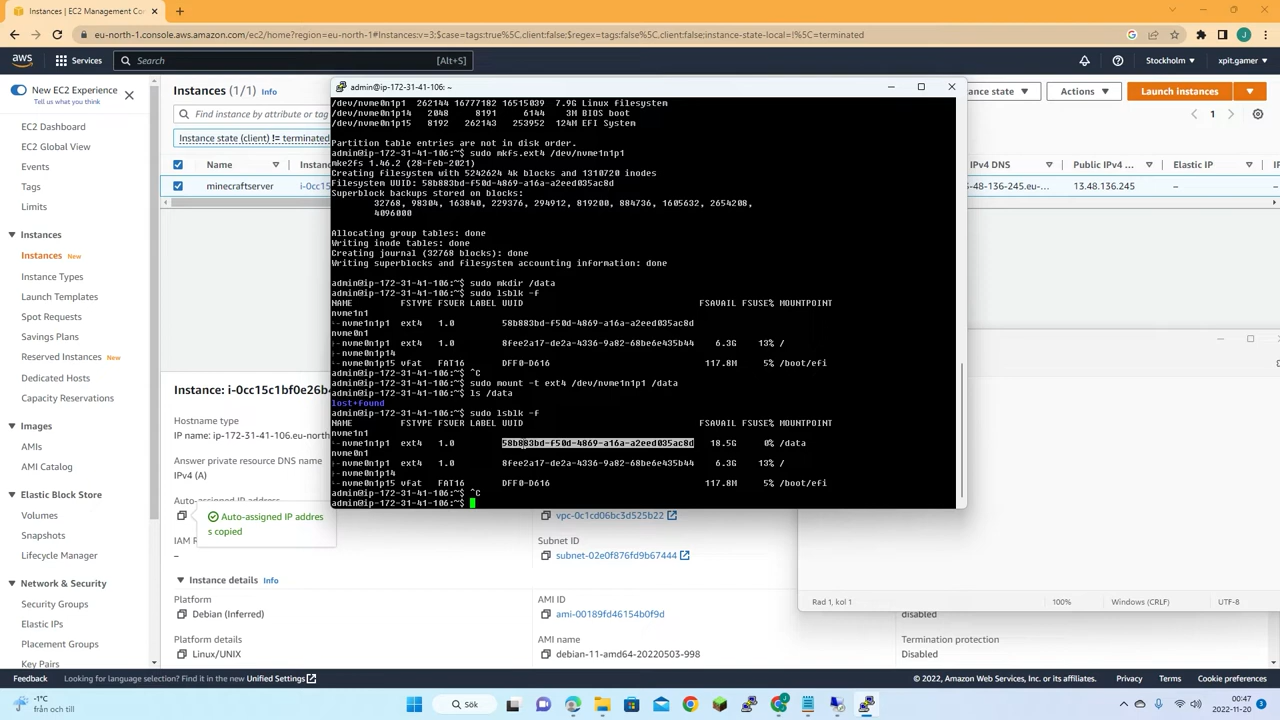 Instances | EC2 Management Con
eu-north-1.console.aws.amazon.com/ec2/home?region=eu-north-1#Instances:v=3;$case=tags:true%5C,client:false;$regex=tags:false%5C,client:false;instance-state-local=!terminated
aws
Services
Search
[Alt+S]
Stockholm
xpit.gamer
New EC2 Experience
Tell us what you think
EC2 Dashboard
EC2 Global View
Events
Tags
Limits
Instances
Instances New
Instance Types
Launch Templates
Spot Requests
Savings Plans
Reserved Instances New
Dedicated Hosts
Capacity Reservations
Images
AMIs
AMI Catalog
Elastic Block Store
Volumes
Snapshots
Lifecycle Manager
Network & Security
Security Groups
Elastic IPs
Placement Groups
Key Pairs
Instances (1/1) Info
ance state
Actions
Launch instances
Find instance by attribute or tag
1
Instance state (client) != terminated
Name
Instanc
IPv4 DNS
Public IPv4 ...
Elastic IP
minecraftserver
i-0cc15
-48-136-245.eu-...
13.48.136.245
–
admin@ip-172-31-41-106: ~
/dev/nvme0n1p1 262144 16777182 16515039 7.9G Linux filesystem
/dev/nvme0n1p14 2048 8191 6144 3M BIOS boot
/dev/nvme0n1p15 8192 262143 253952 124M EFI System
Partition table entries are not in disk order.
admin@ip-172-31-41-106:~$ sudo mkfs.ext4 /dev/nvme1n1p1
mke2fs 1.46.2 (28-Feb-2021)
Creating filesystem with 5242624 4k blocks and 1310720 inodes
Filesystem UUID: 58b883bd-f50d-4869-a16a-a2eed035ac8d
Superblock backups stored on blocks:
32768, 98304, 163840, 229376, 294912, 819200, 884736, 1605632, 2654208,
4096000
Allocating group tables: done
Writing inode tables: done
Creating journal (32768 blocks): done
Writing superblocks and filesystem accounting information: done
admin@ip-172-31-41-106:~$ sudo mkdir /data
admin@ip-172-31-41-106:~$ sudo lsblk -f
NAME FSTYPE FSVER LABEL UUID FSAVAIL FSUSE% MOUNTPOINT
nvme1n1
├─nvme1n1p1 ext4 1.0 58b883bd-f50d-4869-a16a-a2eed035ac8d
nvme0n1
├─nvme0n1p1 ext4 1.0 8fee2a17-de2a-4336-9a82-68be6e435b44 6.3G 13% /
├─nvme0n1p14
├─nvme0n1p15 vfat FAT16 DFF0-D616 117.8M 5% /boot/efi
admin@ip-172-31-41-106:~$ ^C
admin@ip-172-31-41-106:~$ sudo mount -t ext4 /dev/nvme1n1p1 /data
admin@ip-172-31-41-106:~$ ls /data
lost+found
admin@ip-172-31-41-106:~$ sudo lsblk -f
NAME FSTYPE FSVER LABEL UUID FSAVAIL FSUSE% MOUNTPOINT
nvme1n1
├─nvme1n1p1 ext4 1.0 58b883bd-f50d-4869-a16a-a2eed035ac8d 18.5G 0% /data
nvme0n1
├─nvme0n1p1 ext4 1.0 8fee2a17-de2a-4336-9a82-68be6e435b44 6.3G 13% /
├─nvme0n1p14
├─nvme0n1p15 vfat FAT16 DFF0-D616 117.8M 5% /boot/efi
admin@ip-172-31-41-106:~$ ^C
admin@ip-172-31-41-106:~$
Instance: i-0cc15c1bf0e26b
Hostname type
IP name: ip-172-31-41-106.eu-north
Answer private resource DNS name
IPv4 (A)
Auto-assigned IP address
Auto-assigned IP addres
s copied
IAM R
–
vpc-0c1cd06bc3d525b22
Subnet ID
subnet-02e0f876fd9b67444
Instance details Info
Platform
Debian (Inferred)
AMI ID
ami-00189fd46154b0f9d
disabled
Platform details
Linux/UNIX
AMI name
debian-11-amd64-20220503-998
Termination protection
Disabled
Rad 1, kol 1
100%
Windows (CRLF)
UTF-8
Feedback
Looking for language selection? Find it in the new Unified Settings
© 2022, Amazon Web Services, Inc. or its affiliates.
Privacy
Terms
Cookie preferences
-1°C
från och till
Sök
00:47
2022-11-20
3